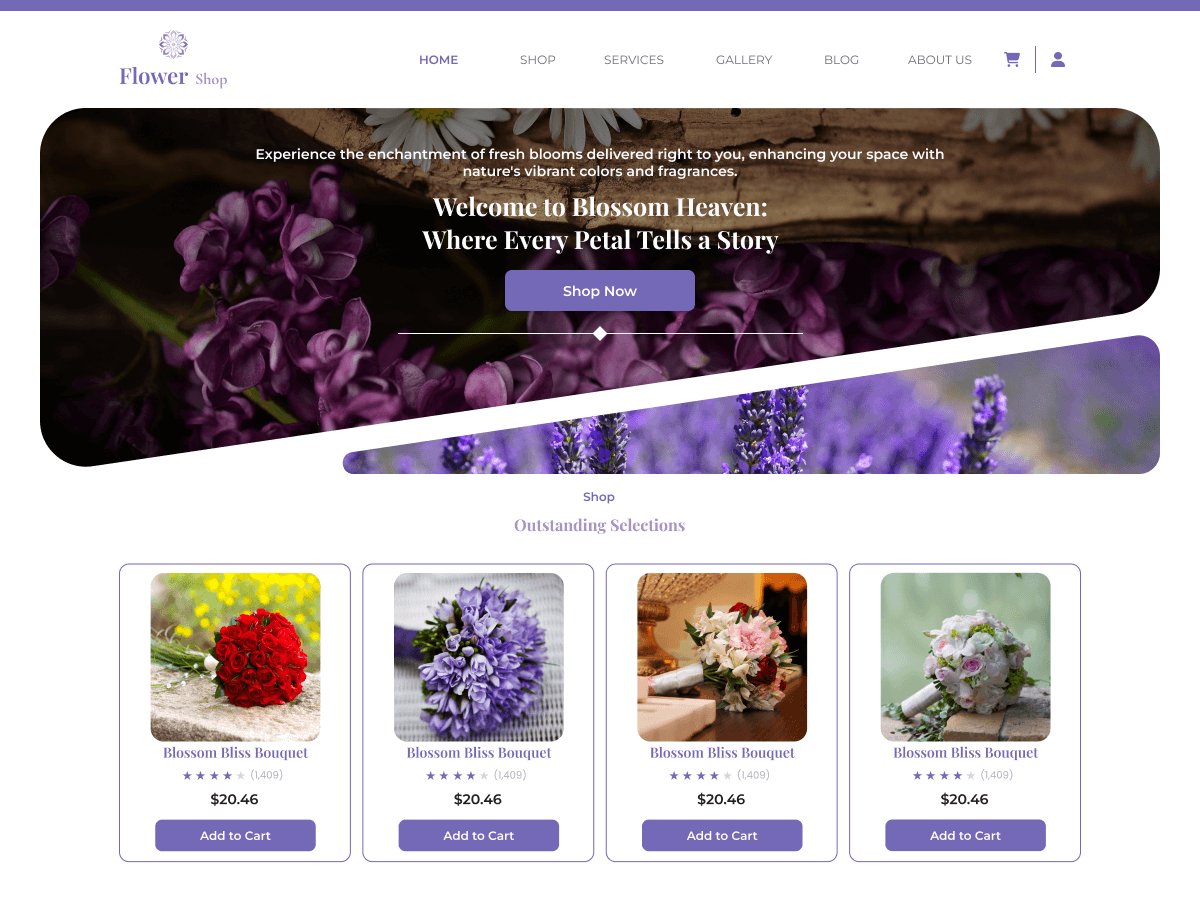 Flower Shop
HOME SHOP SERVICES GALLERY BLOG ABOUT US
Experience the enchantment of fresh blooms delivered right to you, enhancing your space with
nature's vibrant colors and fragrances.
Welcome to Blossom Heaven:
Where Every Petal Tells a Story
Shop Now
Shop
Outstanding Selections
Blossom Bliss Bouquet
(1,409)
$20.46
Add to Cart
Blossom Bliss Bouquet
(1,409)
$20.46
Add to Cart
Blossom Bliss Bouquet
(1,409)
$20.46
Add to Cart
Blossom Bliss Bouquet
(1,409)
$20.46
Add to Cart